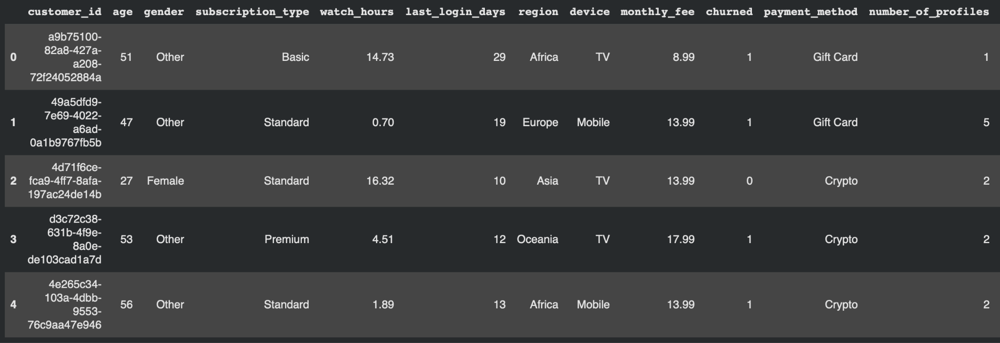 customer_id age gender subscription_type watch_hours last_login_days region device monthly_fee churned payment_method number_of_profiles
a9b75100-
82a8-427a-
0 51 Other Basic 14.73 29 Africa TV 8.99 1 Gift Card 1
a208-
72f24052884a
49a5dfd9-
7e69-4022-
1 47 Other Standard 0.70 19 Europe Mobile 13.99 1 Gift Card 5
a6ad-
0a1b9767fb5b
4d71f6ce-
2 fca9-4ff7-8afa- 27 Female Standard 16.32 10 Asia TV 13.99 0 Crypto 2
197ac24de14b
d3c72c38-
631b-4f9e-
3 53 Other Premium 4.51 12 Oceania TV 17.99 1 Crypto 2
8a0e-
de103cad1a7d
4e265c34-
103a-4dbb-
4 56 Other Standard 1.89 13 Africa Mobile 13.99 1 Crypto 2
9553-
76c9aa47e946